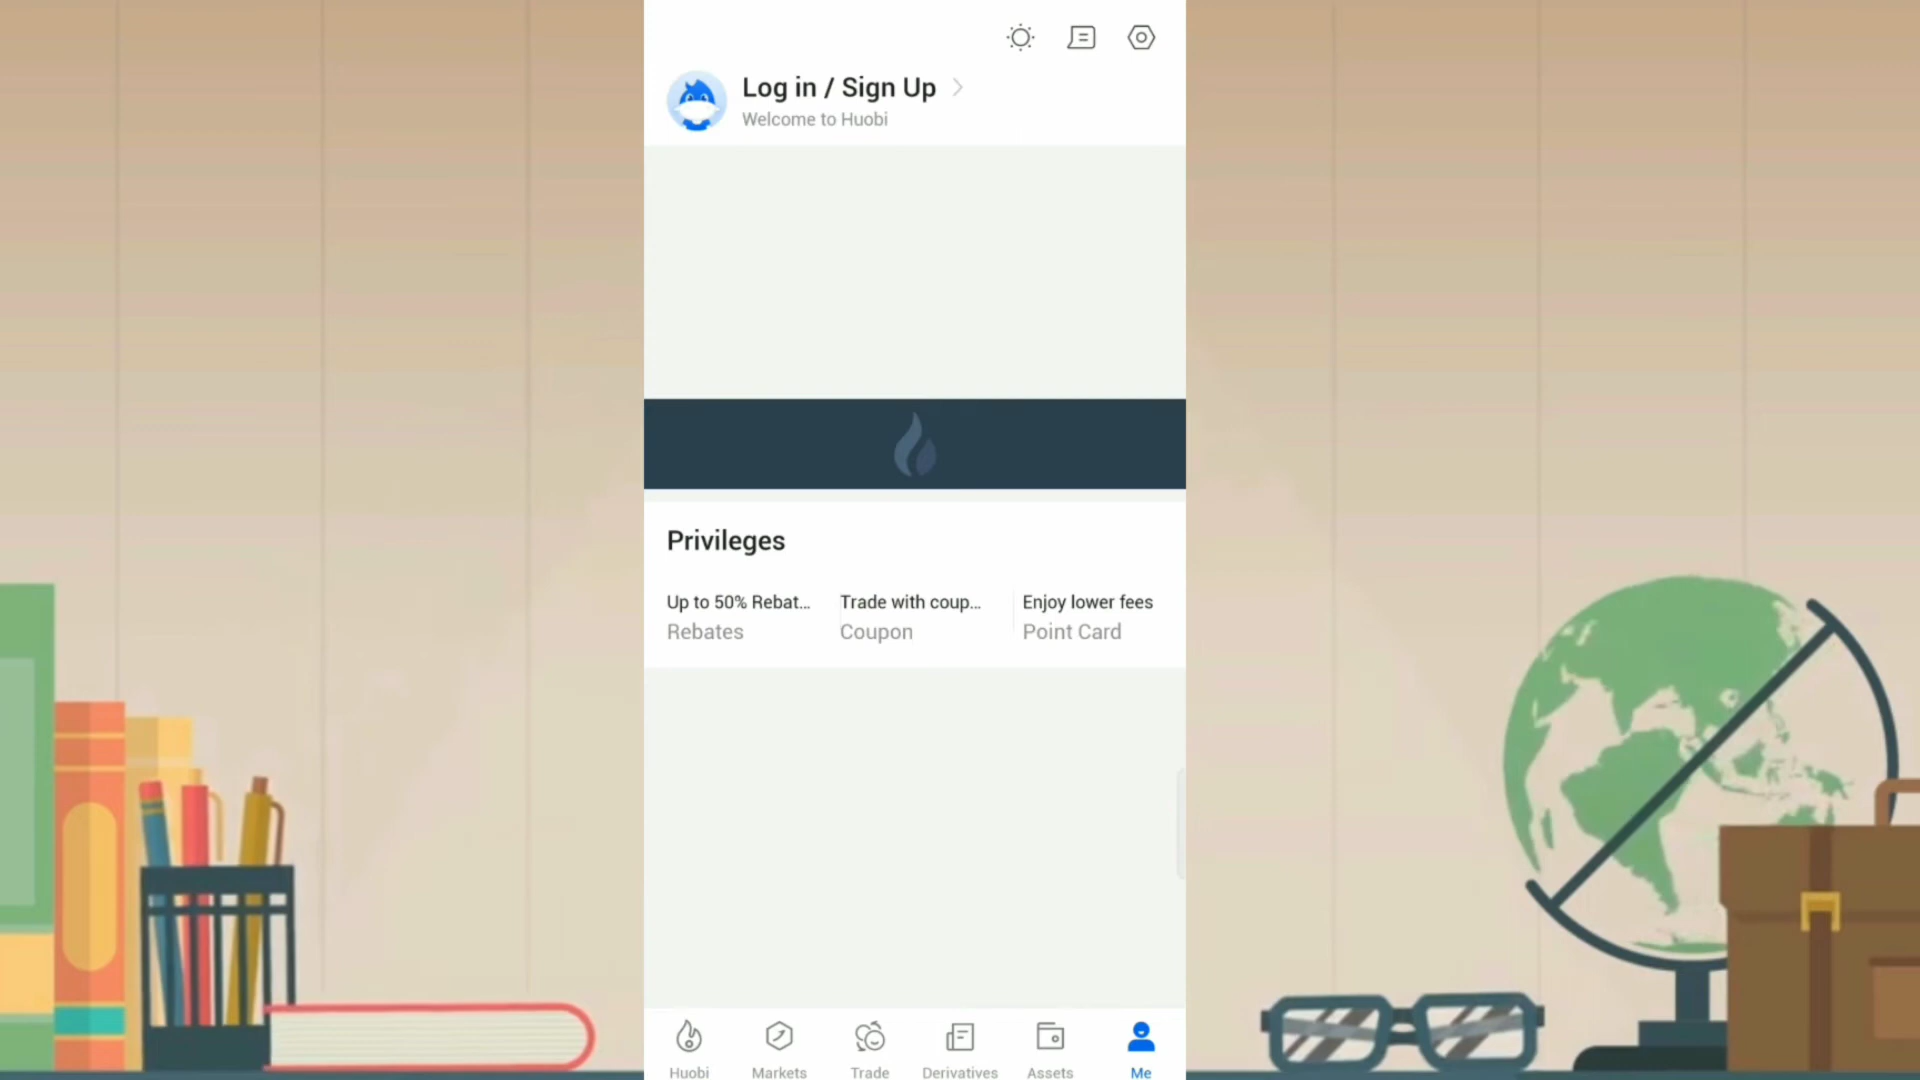 Log in / Sign Up
Welcome to Huobi
Privileges
Up to 50% Rebat...
Trade with coup...
Enjoy lower fees
Rebates
Coupon
Point Card
Huobi
Markets
Trade
Derivatives
Assets
Me